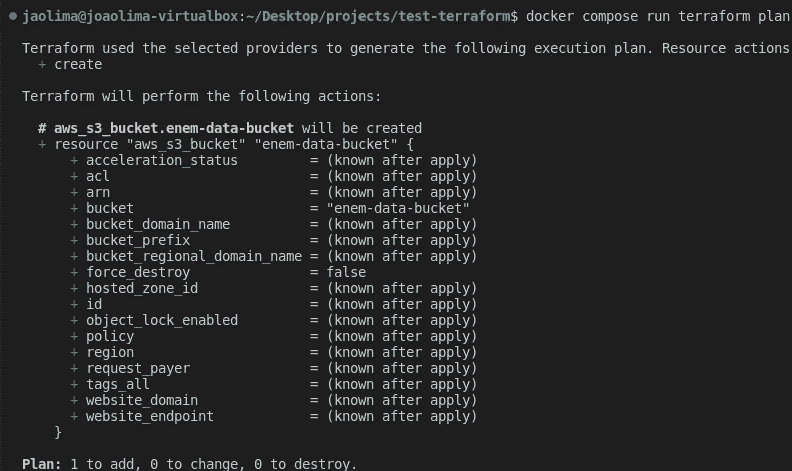 jaolima@joaolima-virtualbox:~/Desktop/projects/test-terraform$ docker compose run terraform plan
Terraform used the selected providers to generate the following execution plan. Resource actions
+ create
Terraform will perform the following actions:
# aws_s3_bucket.enem-data-bucket will be created
+ resource "aws_s3_bucket" "enem-data-bucket" {
+ acceleration_status = (known after apply)
+ acl = (known after apply)
+ arn = (known after apply)
+ bucket = "enem-data-bucket"
+ bucket_domain_name = (known after apply)
+ bucket_prefix = (known after apply)
+ bucket_regional_domain_name = (known after apply)
+ force_destroy = false
+ hosted_zone_id = (known after apply)
+ id = (known after apply)
+ object_lock_enabled = (known after apply)
+ policy = (known after apply)
+ region = (known after apply)
+ request_payer = (known after apply)
+ tags_all = (known after apply)
+ website_domain = (known after apply)
+ website_endpoint = (known after apply)
}
Plan: 1 to add, 0 to change, 0 to destroy.